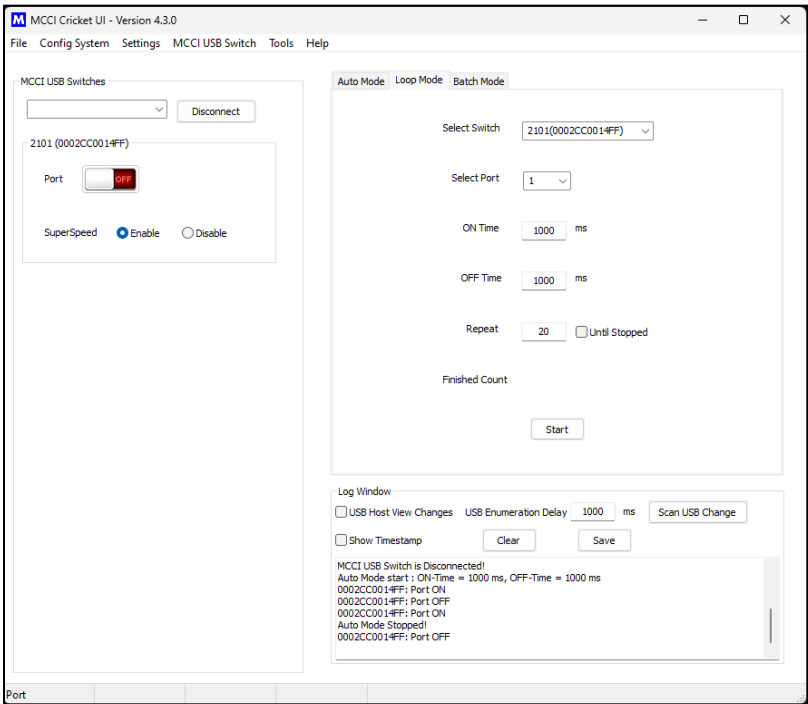 M MCCI Cricket UI - Version 4.3.0
File Config System Settings MCCI USB Switch Tools Help
MCCI USB Switches
Disconnect
2101 (0002CC0014FF)
Port OFF
SuperSpeed Enable Disable
Auto Mode Loop Mode Batch Mode
Select Switch 2101(0002CC0014FF)
Select Port 1
ON Time 1000 ms
OFF Time 1000 ms
Repeat 20 Until Stopped
Finished Count
Start
Log Window
USB Host View Changes USB Enumeration Delay 1000 ms Scan USB Change
Show Timestamp Clear Save
MCCI USB Switch is Disconnected!
Auto Mode start : ON-Time = 1000 ms, OFF-Time = 1000 ms
0002CC0014FF: Port ON
0002CC0014FF: Port OFF
0002CC0014FF: Port ON
Auto Mode Stopped!
0002CC0014FF: Port OFF
Port